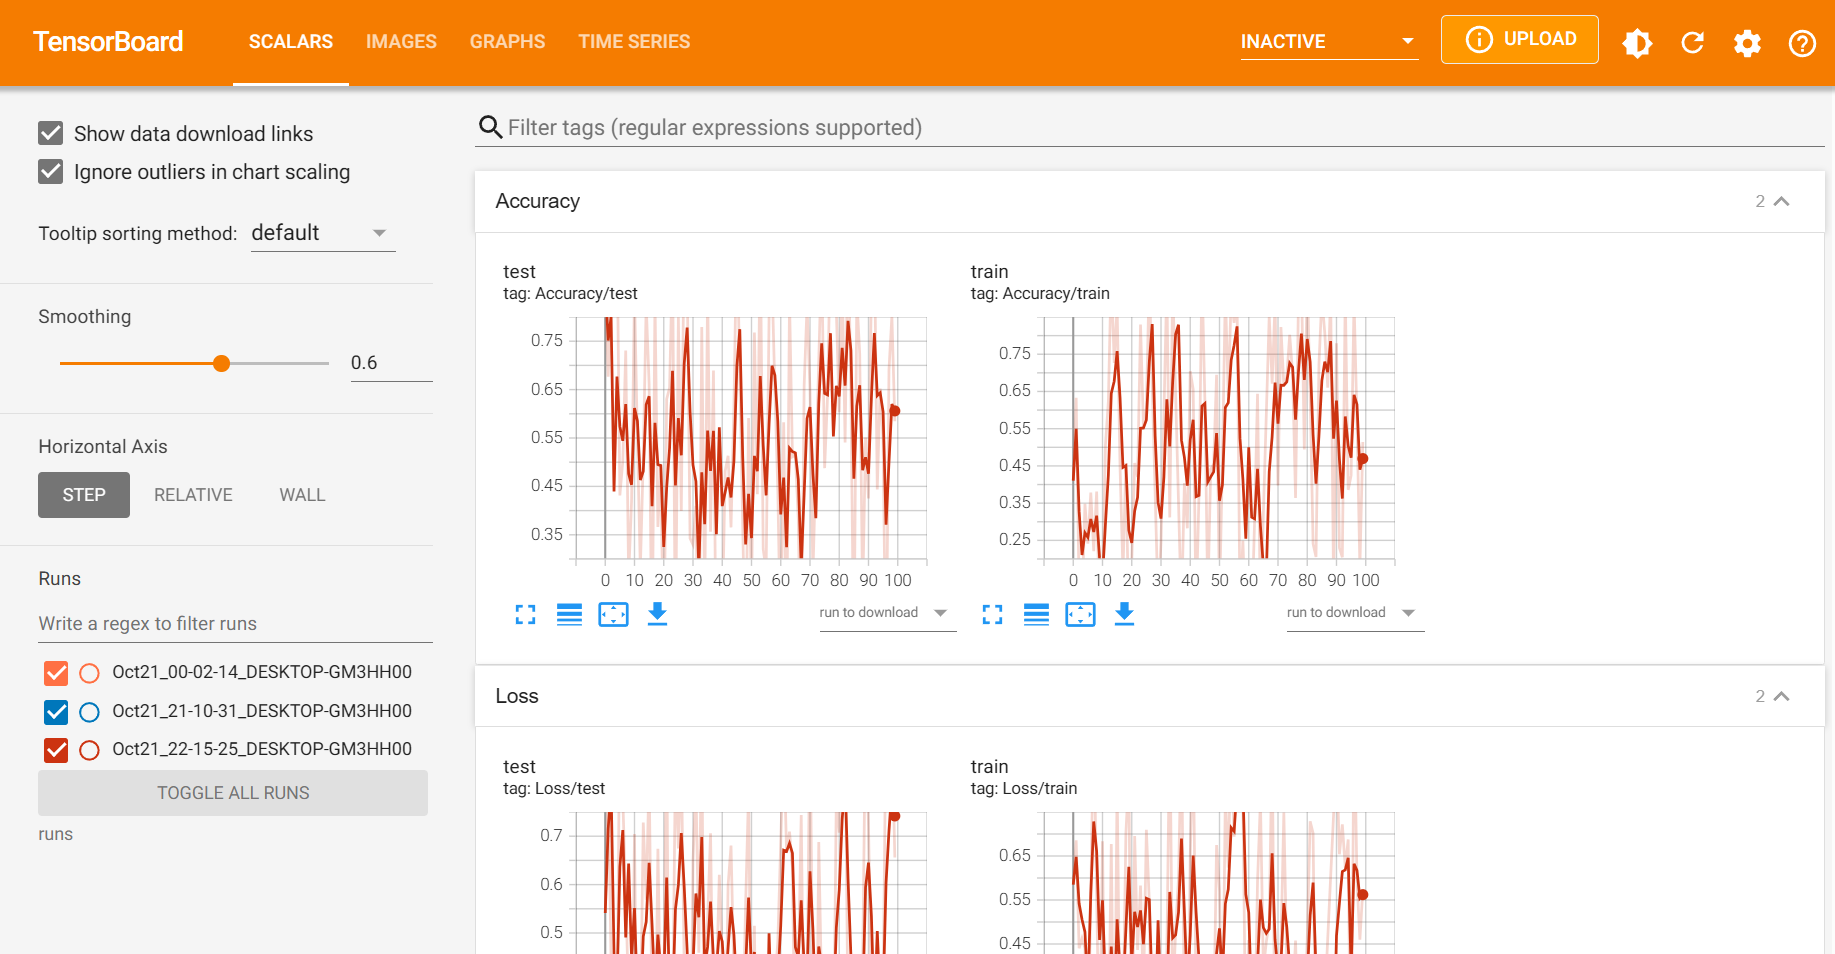 TensorBoard SCALARS IMAGES GRAPHS TIME SERIES INACTIVE UPLOAD
Show data download links
Ignore outliers in chart scaling
Tooltip sorting method: default
Smoothing
0.6
Horizontal Axis
STEP RELATIVE WALL
Runs
Write a regex to filter runs
Oct21_00-02-14_DESKTOP-GM3HH00
Oct21_21-10-31_DESKTOP-GM3HH00
Oct21_22-15-25_DESKTOP-GM3HH00
TOGGLE ALL RUNS
runs
Filter tags (regular expressions supported)
Accuracy 2
test
tag: Accuracy/test
0.75
0.65
0.55
0.45
0.35
0 10 20 30 40 50 60 70 80 90 100
run to download
train
tag: Accuracy/train
0.75
0.65
0.55
0.45
0.35
0.25
0 10 20 30 40 50 60 70 80 90 100
run to download
Loss 2
test
tag: Loss/test
0.7
0.6
0.5
train
tag: Loss/train
0.65
0.55
0.45